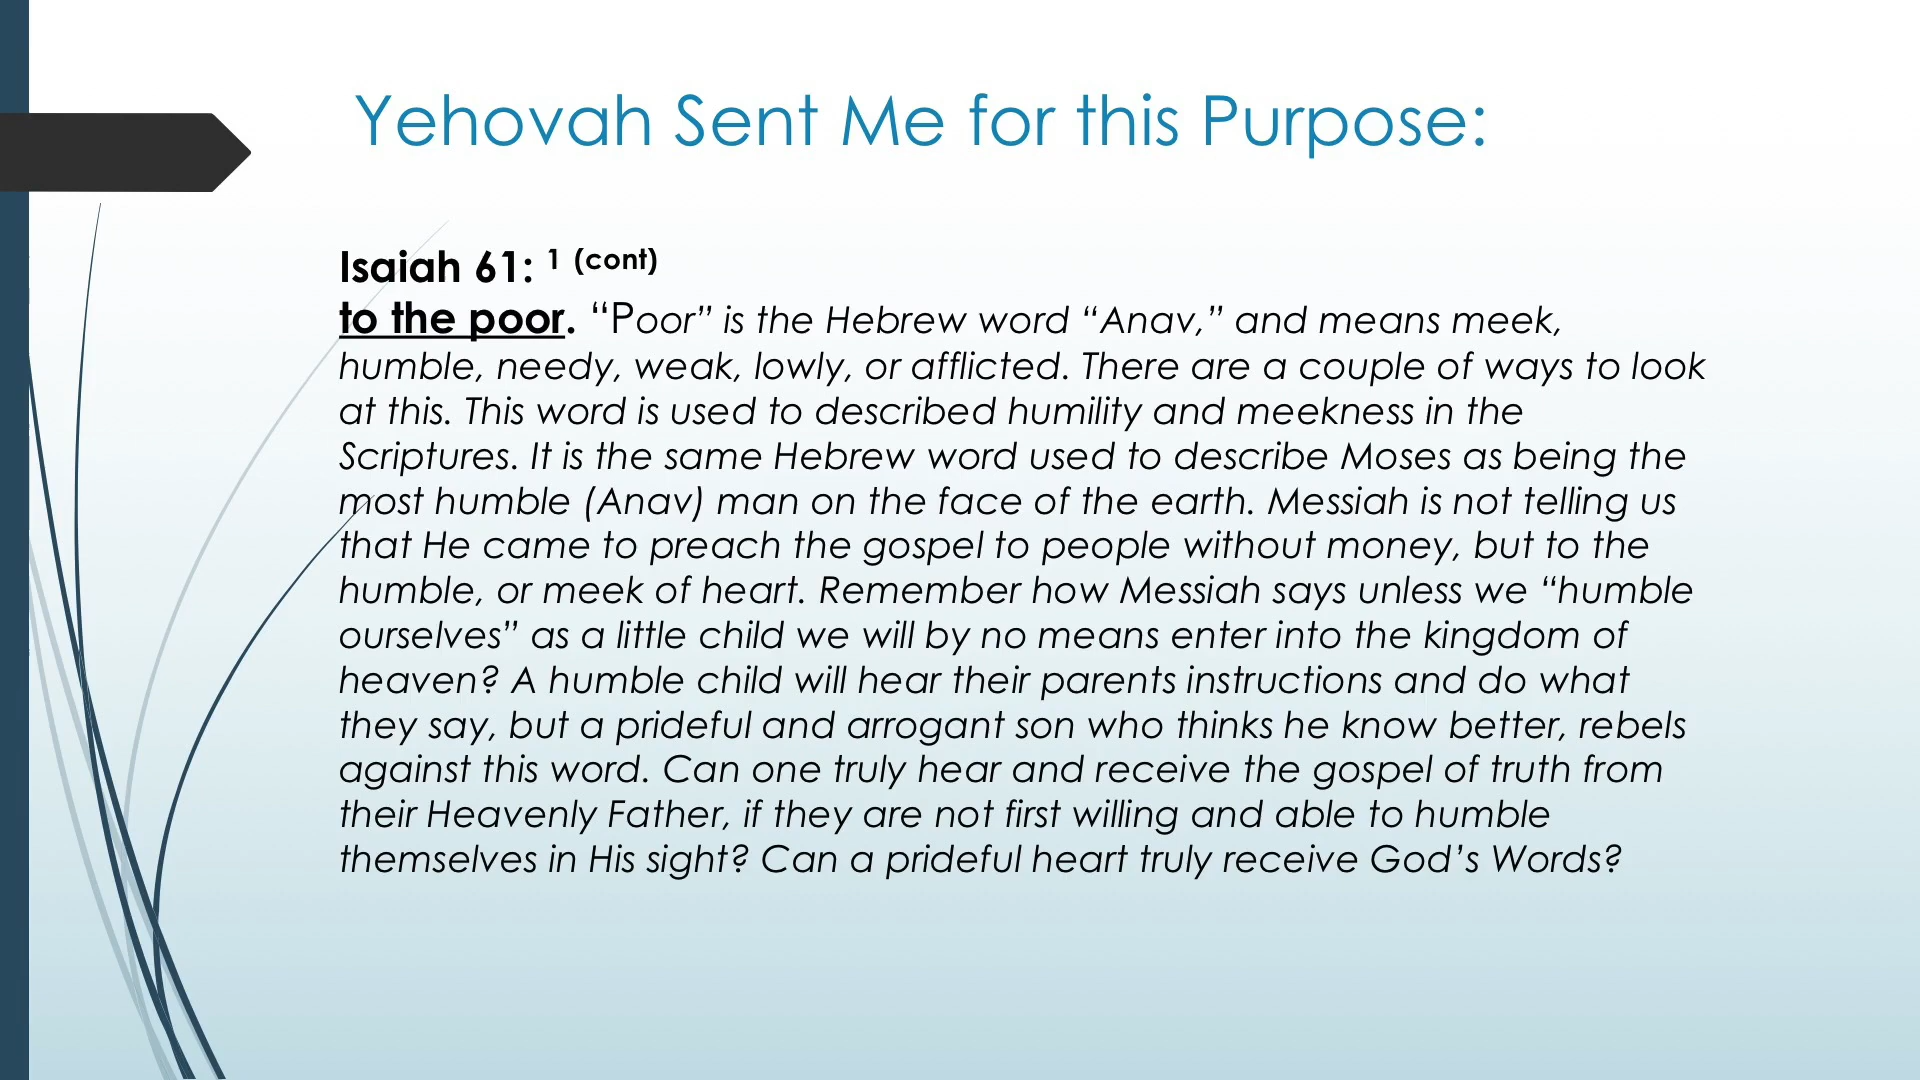 Yehovah Sent Me for this Purpose:
Isaiah 61: 1 (cont)
to the poor. “Poor” is the Hebrew word “Anav,” and means meek,
humble, needy, weak, lowly, or afflicted. There are a couple of ways to look
at this. This word is used to described humility and meekness in the
Scriptures. It is the same Hebrew word used to describe Moses as being the
most humble (Anav) man on the face of the earth. Messiah is not telling us
that He came to preach the gospel to people without money, but to the
humble, or meek of heart. Remember how Messiah says unless we “humble
ourselves” as a little child we will by no means enter into the kingdom of
heaven? A humble child will hear their parents instructions and do what
they say, but a prideful and arrogant son who thinks he know better, rebels
against this word. Can one truly hear and receive the gospel of truth from
their Heavenly Father, if they are not first willing and able to humble
themselves in His sight? Can a prideful heart truly receive God’s Words?